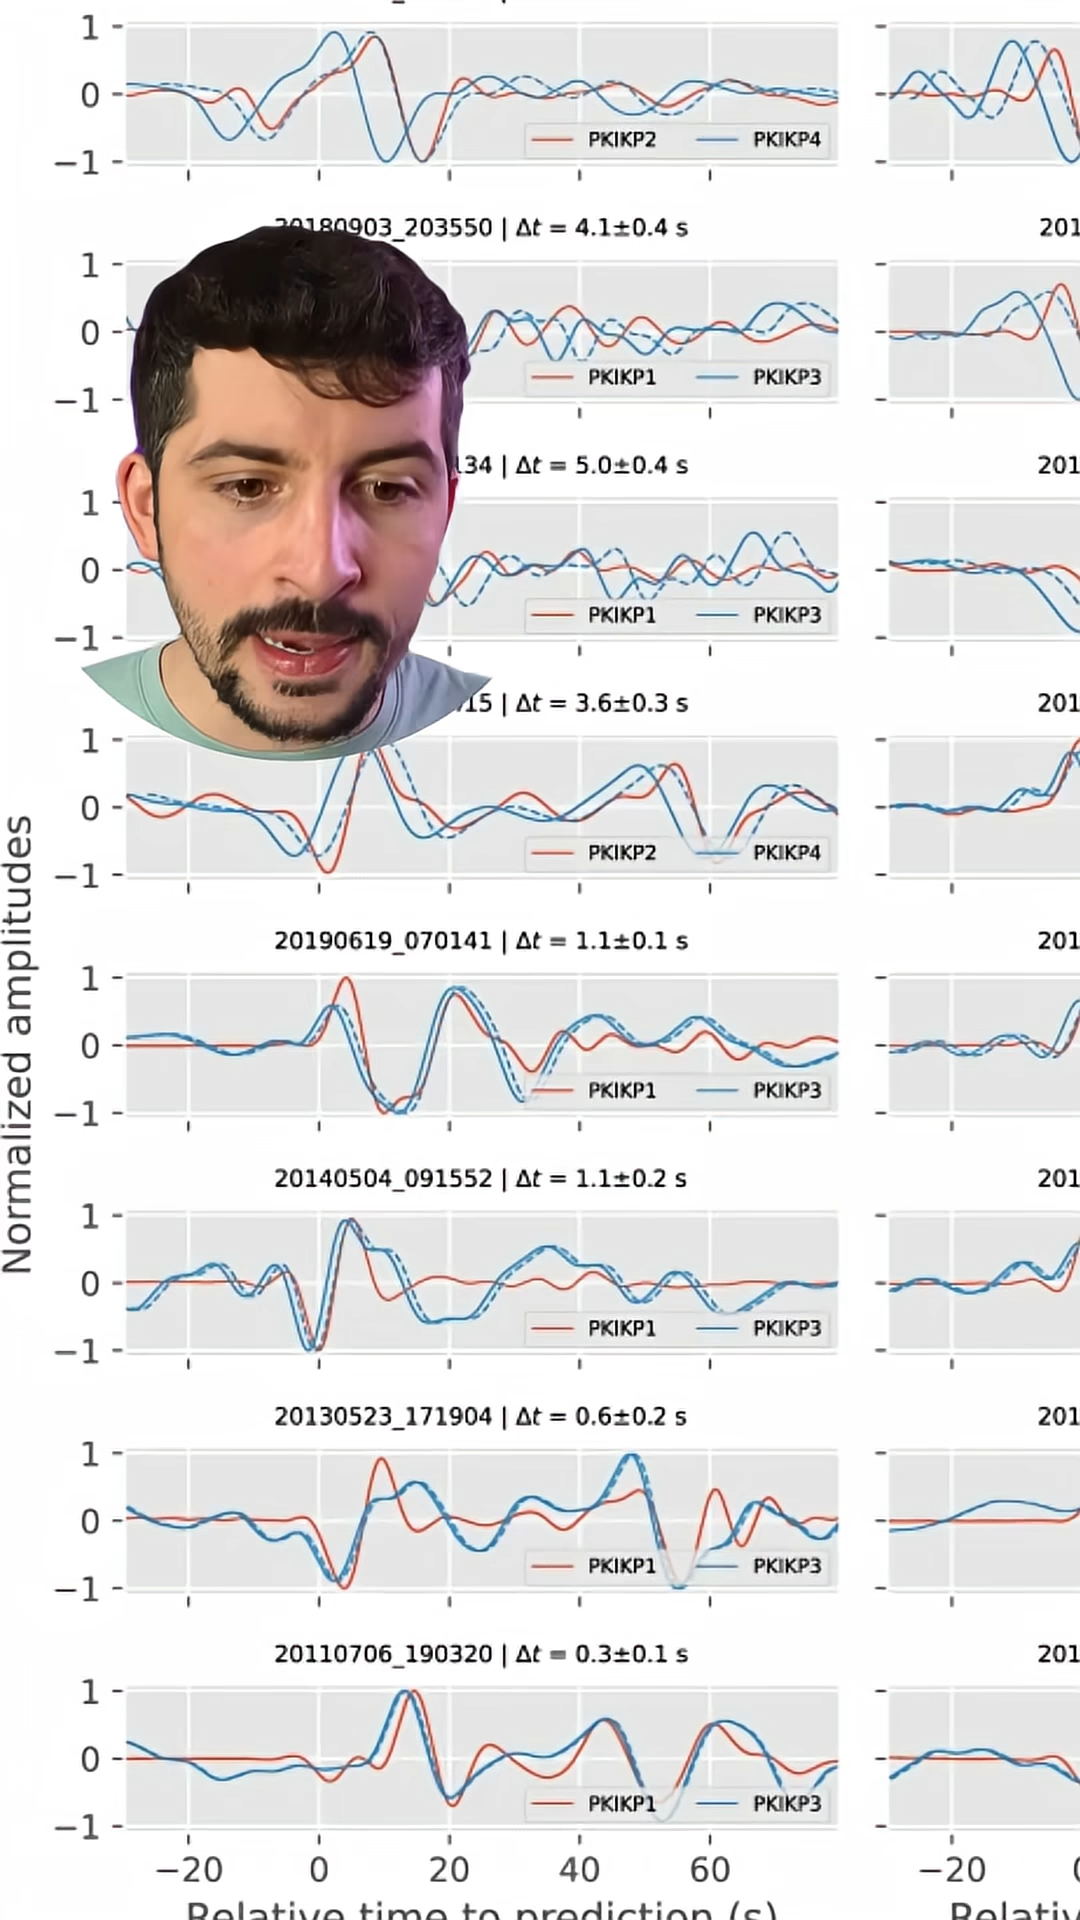 1
0
−1
PKIKP2 PKIKP4
20180903_203550 | Δt = 4.1±0.4 s
201
1
0
−1
PKIKP1 PKIKP3
134 | Δt = 5.0±0.4 s
201
1
0
−1
PKIKP1 PKIKP3
15 | Δt = 3.6±0.3 s
201
1
0
−1
PKIKP2 PKIKP4
Normalized amplitudes
20190619_070141 | Δt = 1.1±0.1 s
201
1
0
−1
PKIKP1 PKIKP3
20140504_091552 | Δt = 1.1±0.2 s
201
1
0
−1
PKIKP1 PKIKP3
20130523_171904 | Δt = 0.6±0.2 s
201
1
0
−1
PKIKP1 PKIKP3
20110706_190320 | Δt = 0.3±0.1 s
201
1
0
−1
PKIKP1 PKIKP3
−20 0 20 40 60 −20
Relative time to prediction (s)